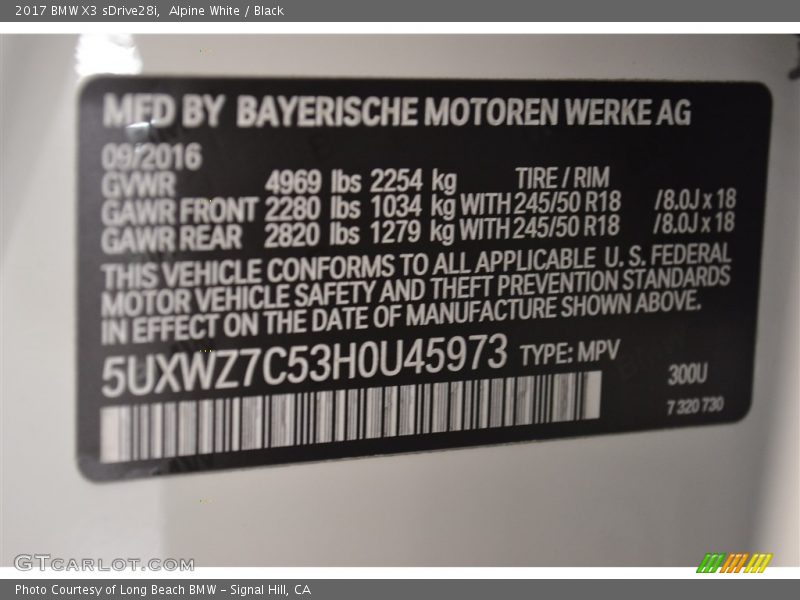 2017 BMW X3 sDrive28i, Alpine White / Black
MFD BY BAYERISCHE MOTOREN WERKE AG
09/2016
GVWR 4969 lbs 2254 kg TIRE / RIM
GAWR FRONT 2280 lbs 1034 kg WITH 245/50 R18 /8.0J x 18
GAWR REAR 2820 lbs 1279 kg WITH 245/50 R18 /8.0J x 18
THIS VEHICLE CONFORMS TO ALL APPLICABLE U. S. FEDERAL
MOTOR VEHICLE SAFETY AND THEFT PREVENTION STANDARDS
IN EFFECT ON THE DATE OF MANUFACTURE SHOWN ABOVE.
5UXWZ7C53H0U45973 TYPE: MPV
300U
7 320 730
GTCARLOT.COM
Photo Courtesy of Long Beach BMW - Signal Hill, CA